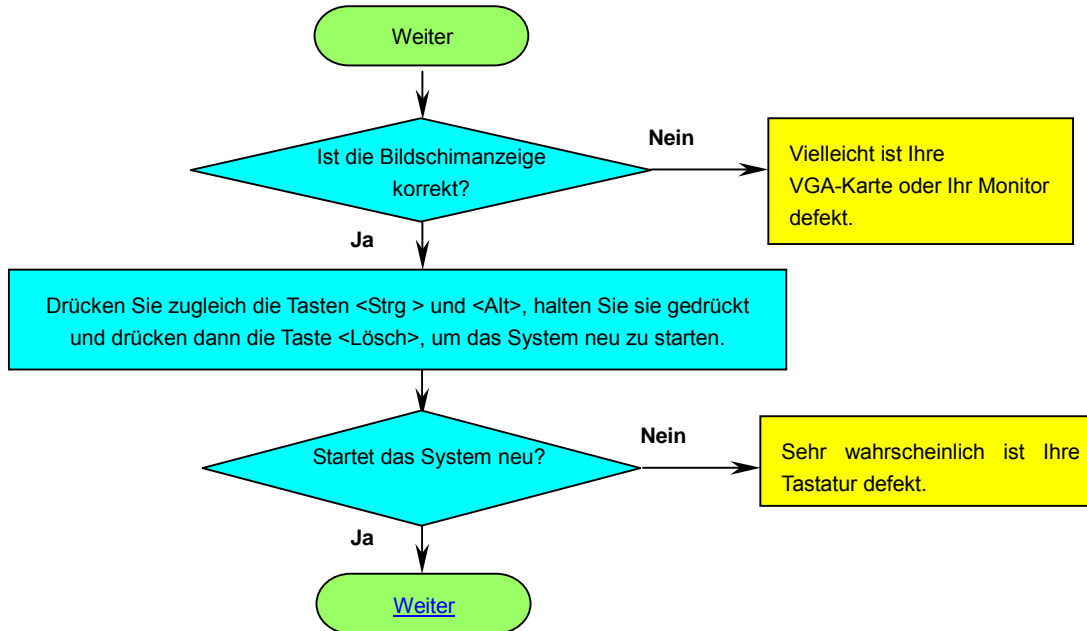 Weiter
Ist die Bildschimanzeige
korrekt?
Nein
Vielleicht ist Ihre
VGA-Karte oder Ihr Monitor
defekt.
Ja
Drücken Sie zugleich die Tasten <Strg > und <Alt>, halten Sie sie gedrückt
und drücken dann die Taste <Lösch>, um das System neu zu starten.
Startet das System neu?
Nein
Sehr wahrscheinlich ist Ihre
Tastatur defekt.
Ja
Weiter